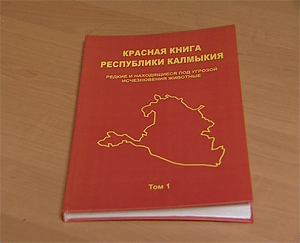 КРАСНАЯ КНИГА
РЕСПУБЛИКИ КАЛМЫКИЯ
РЕДКИЕ И НАХОДЯЩИЕСЯ ПОД УГРОЗОЙ
ИСЧЕЗНОВЕНИЯ ЖИВОТНЫЕ
Том 1